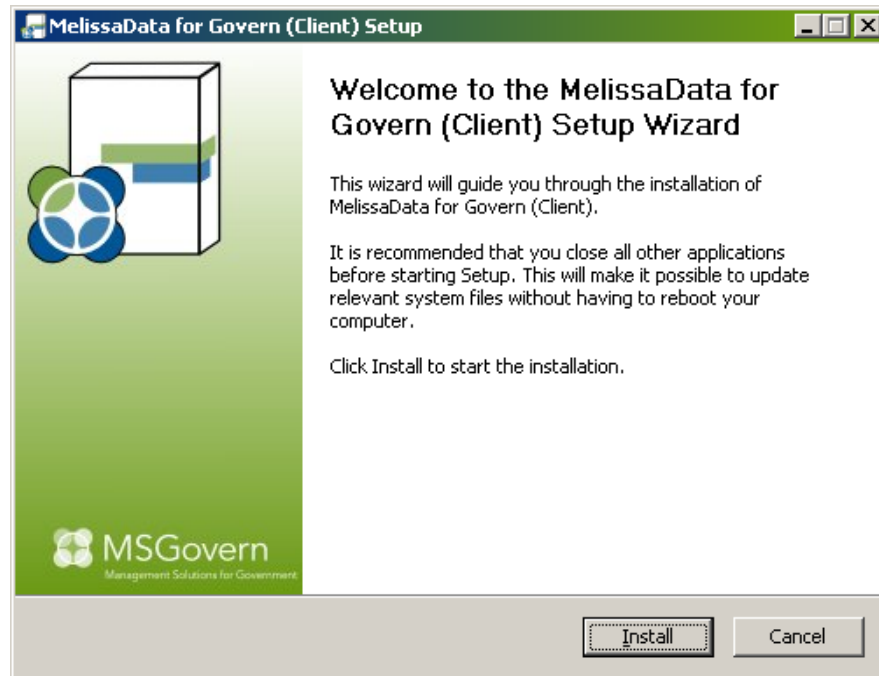 MelissaData for Govern (Client) Setup
Welcome to the MelissaData for
Govern (Client) Setup Wizard
This wizard will guide you through the installation of
MelissaData for Govern (Client).
It is recommended that you close all other applications
before starting Setup. This will make it possible to update
relevant system files without having to reboot your
computer.
Click Install to start the installation.
MSGovern
Management Solutions for Government
Install
Cancel